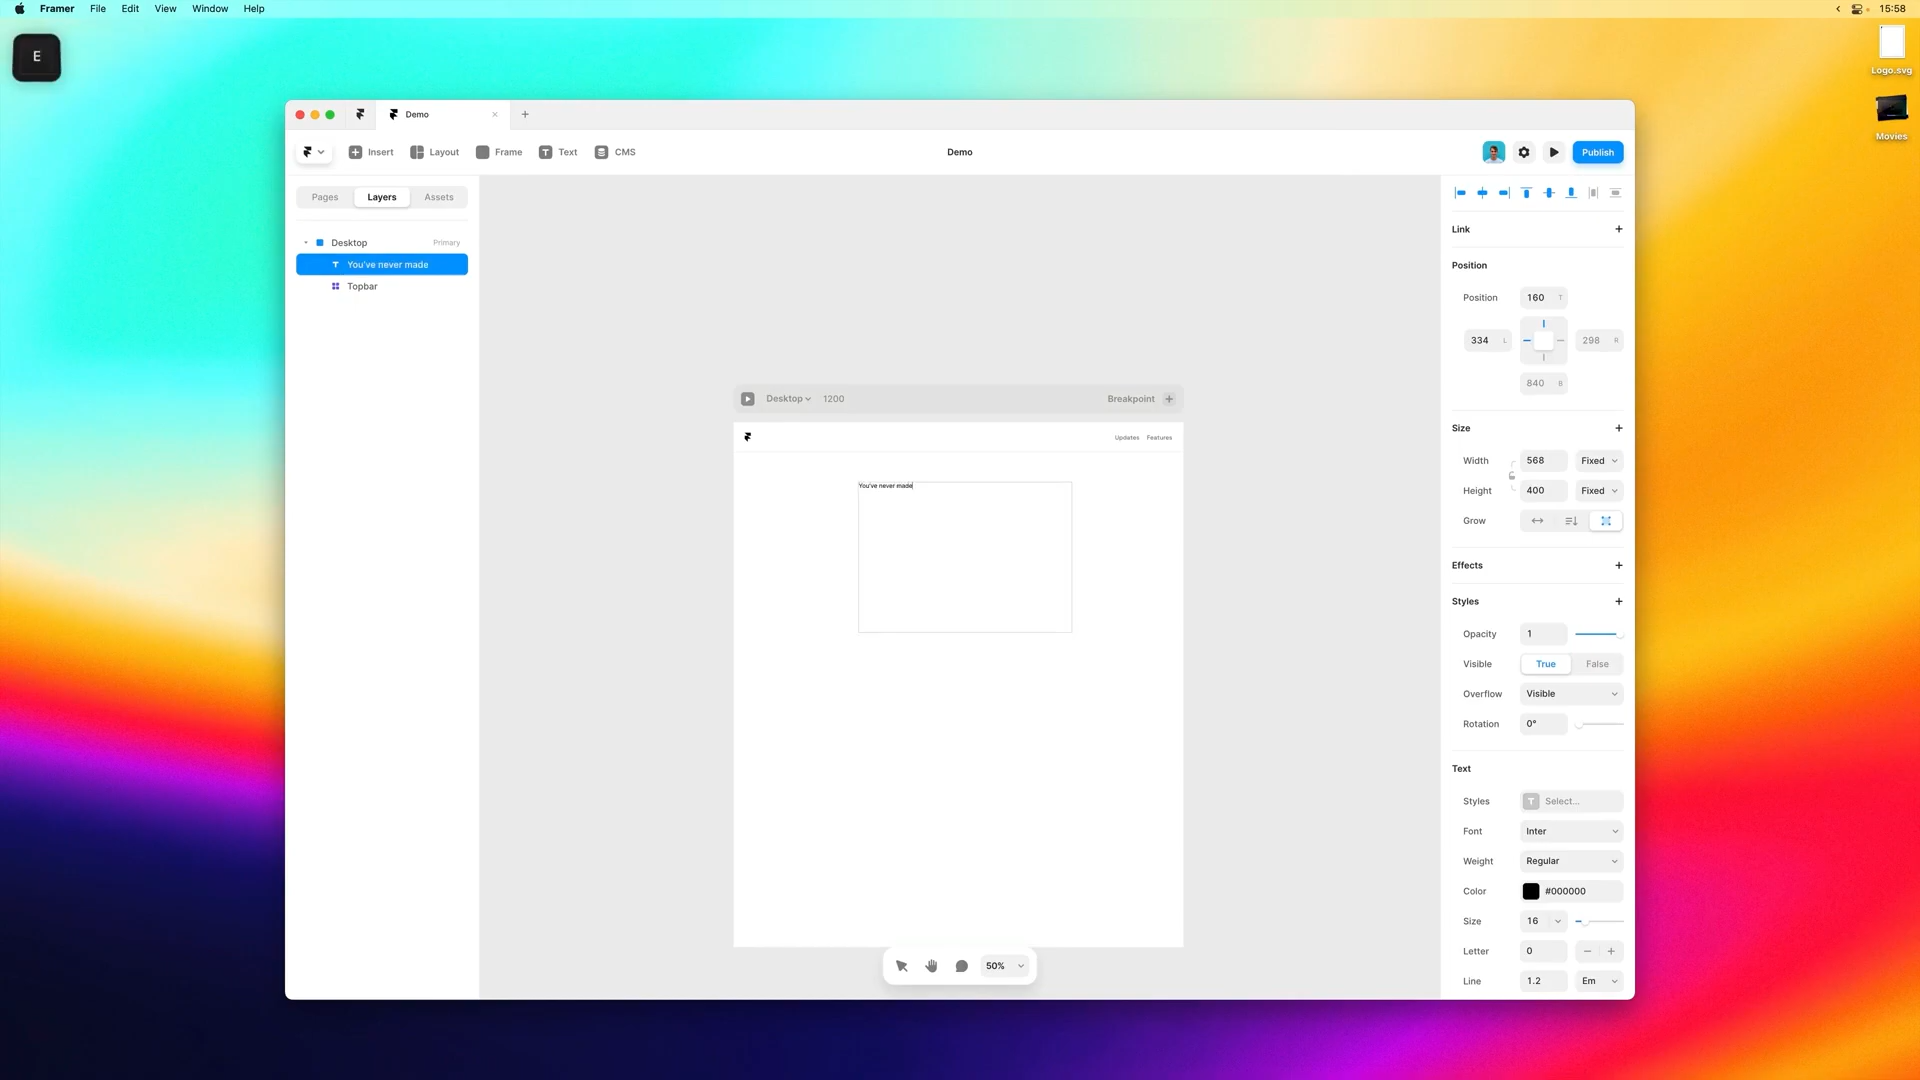 Framer File Edit View Window Help
15:58
E
Logo.svg
Movies
Demo
Insert Layout Frame Text CMS
Demo
Publish
Pages Layers Assets
Desktop Primary
You've never made
Topbar
Desktop 1200 Breakpoint
Updates Features
You've never made
50%
Link
Position
Position 160 T
334 L 298 R
840 B
Size
Width 568 Fixed
Height 400 Fixed
Grow
Effects
Styles
Opacity 1
Visible True False
Overflow Visible
Rotation 0°
Text
Styles T Select...
Font Inter
Weight Regular
Color #000000
Size 16
Letter 0
Line 1.2 Em